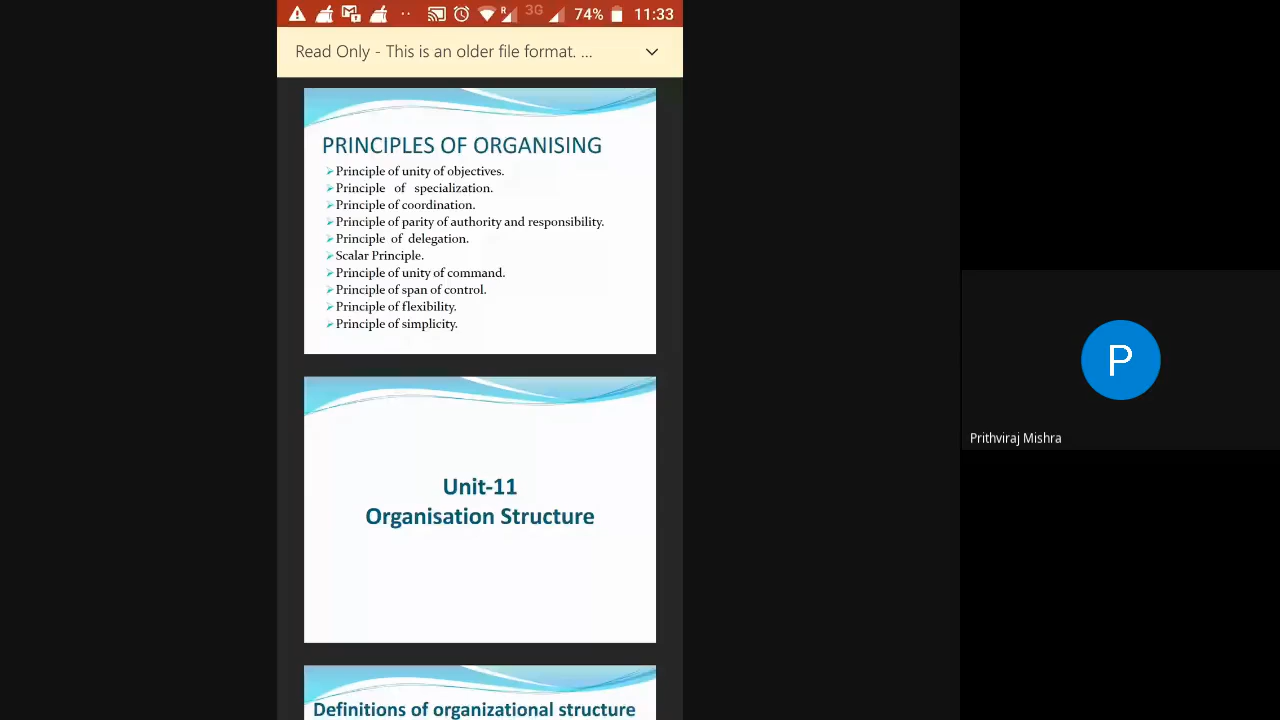 R 3G 74% 11:33
Read Only - This is an older file format. ...
PRINCIPLES OF ORGANISING
Principle of unity of objectives.
Principle of specialization.
Principle of coordination.
Principle of parity of authority and responsibility.
Principle of delegation.
Scalar Principle.
Principle of unity of command.
Principle of span of control.
Principle of flexibility.
Principle of simplicity.
Unit-11
Organisation Structure
Definitions of organizational structure
P
Prithviraj Mishra